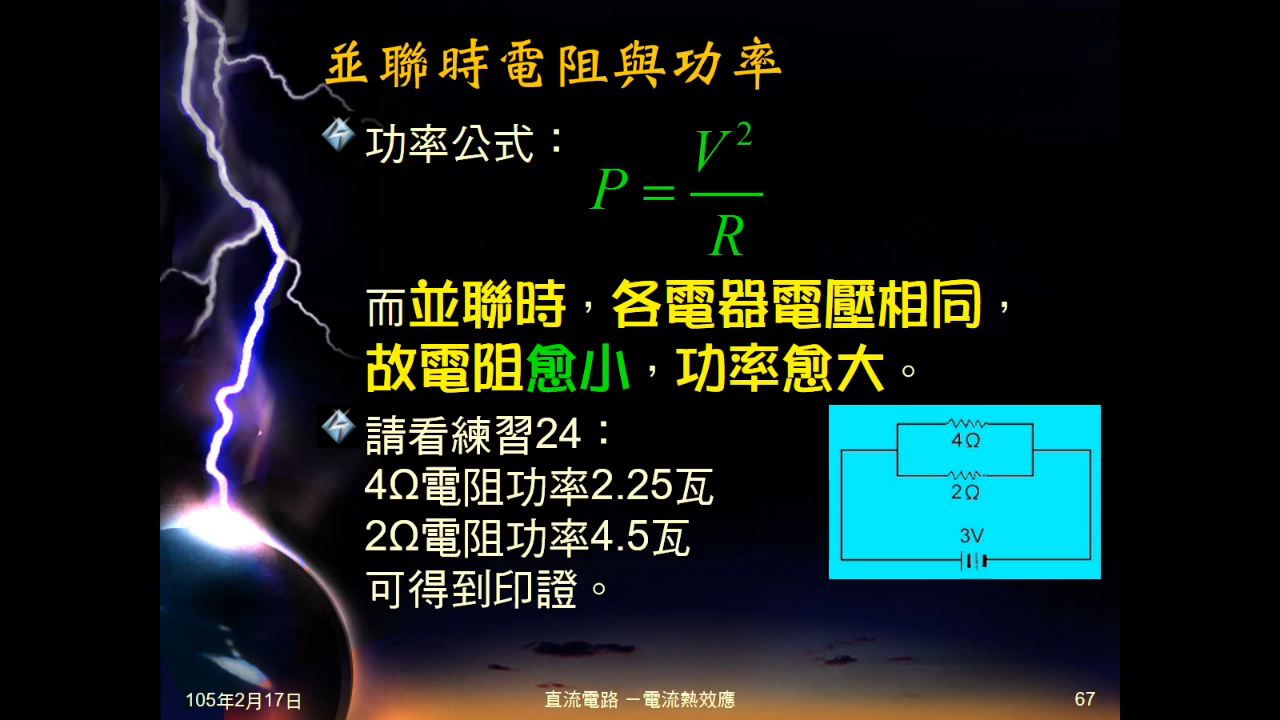 並聯時電阻與功率
功率公式：
P = V²/R
而並聯時，各電器電壓相同，
故電阻愈小，功率愈大。
請看練習24：
4Ω電阻功率2.25瓦
2Ω電阻功率4.5瓦
可得到印證。
4Ω
2Ω
3V
105年2月17日
直流電路 －電流熱效應
67